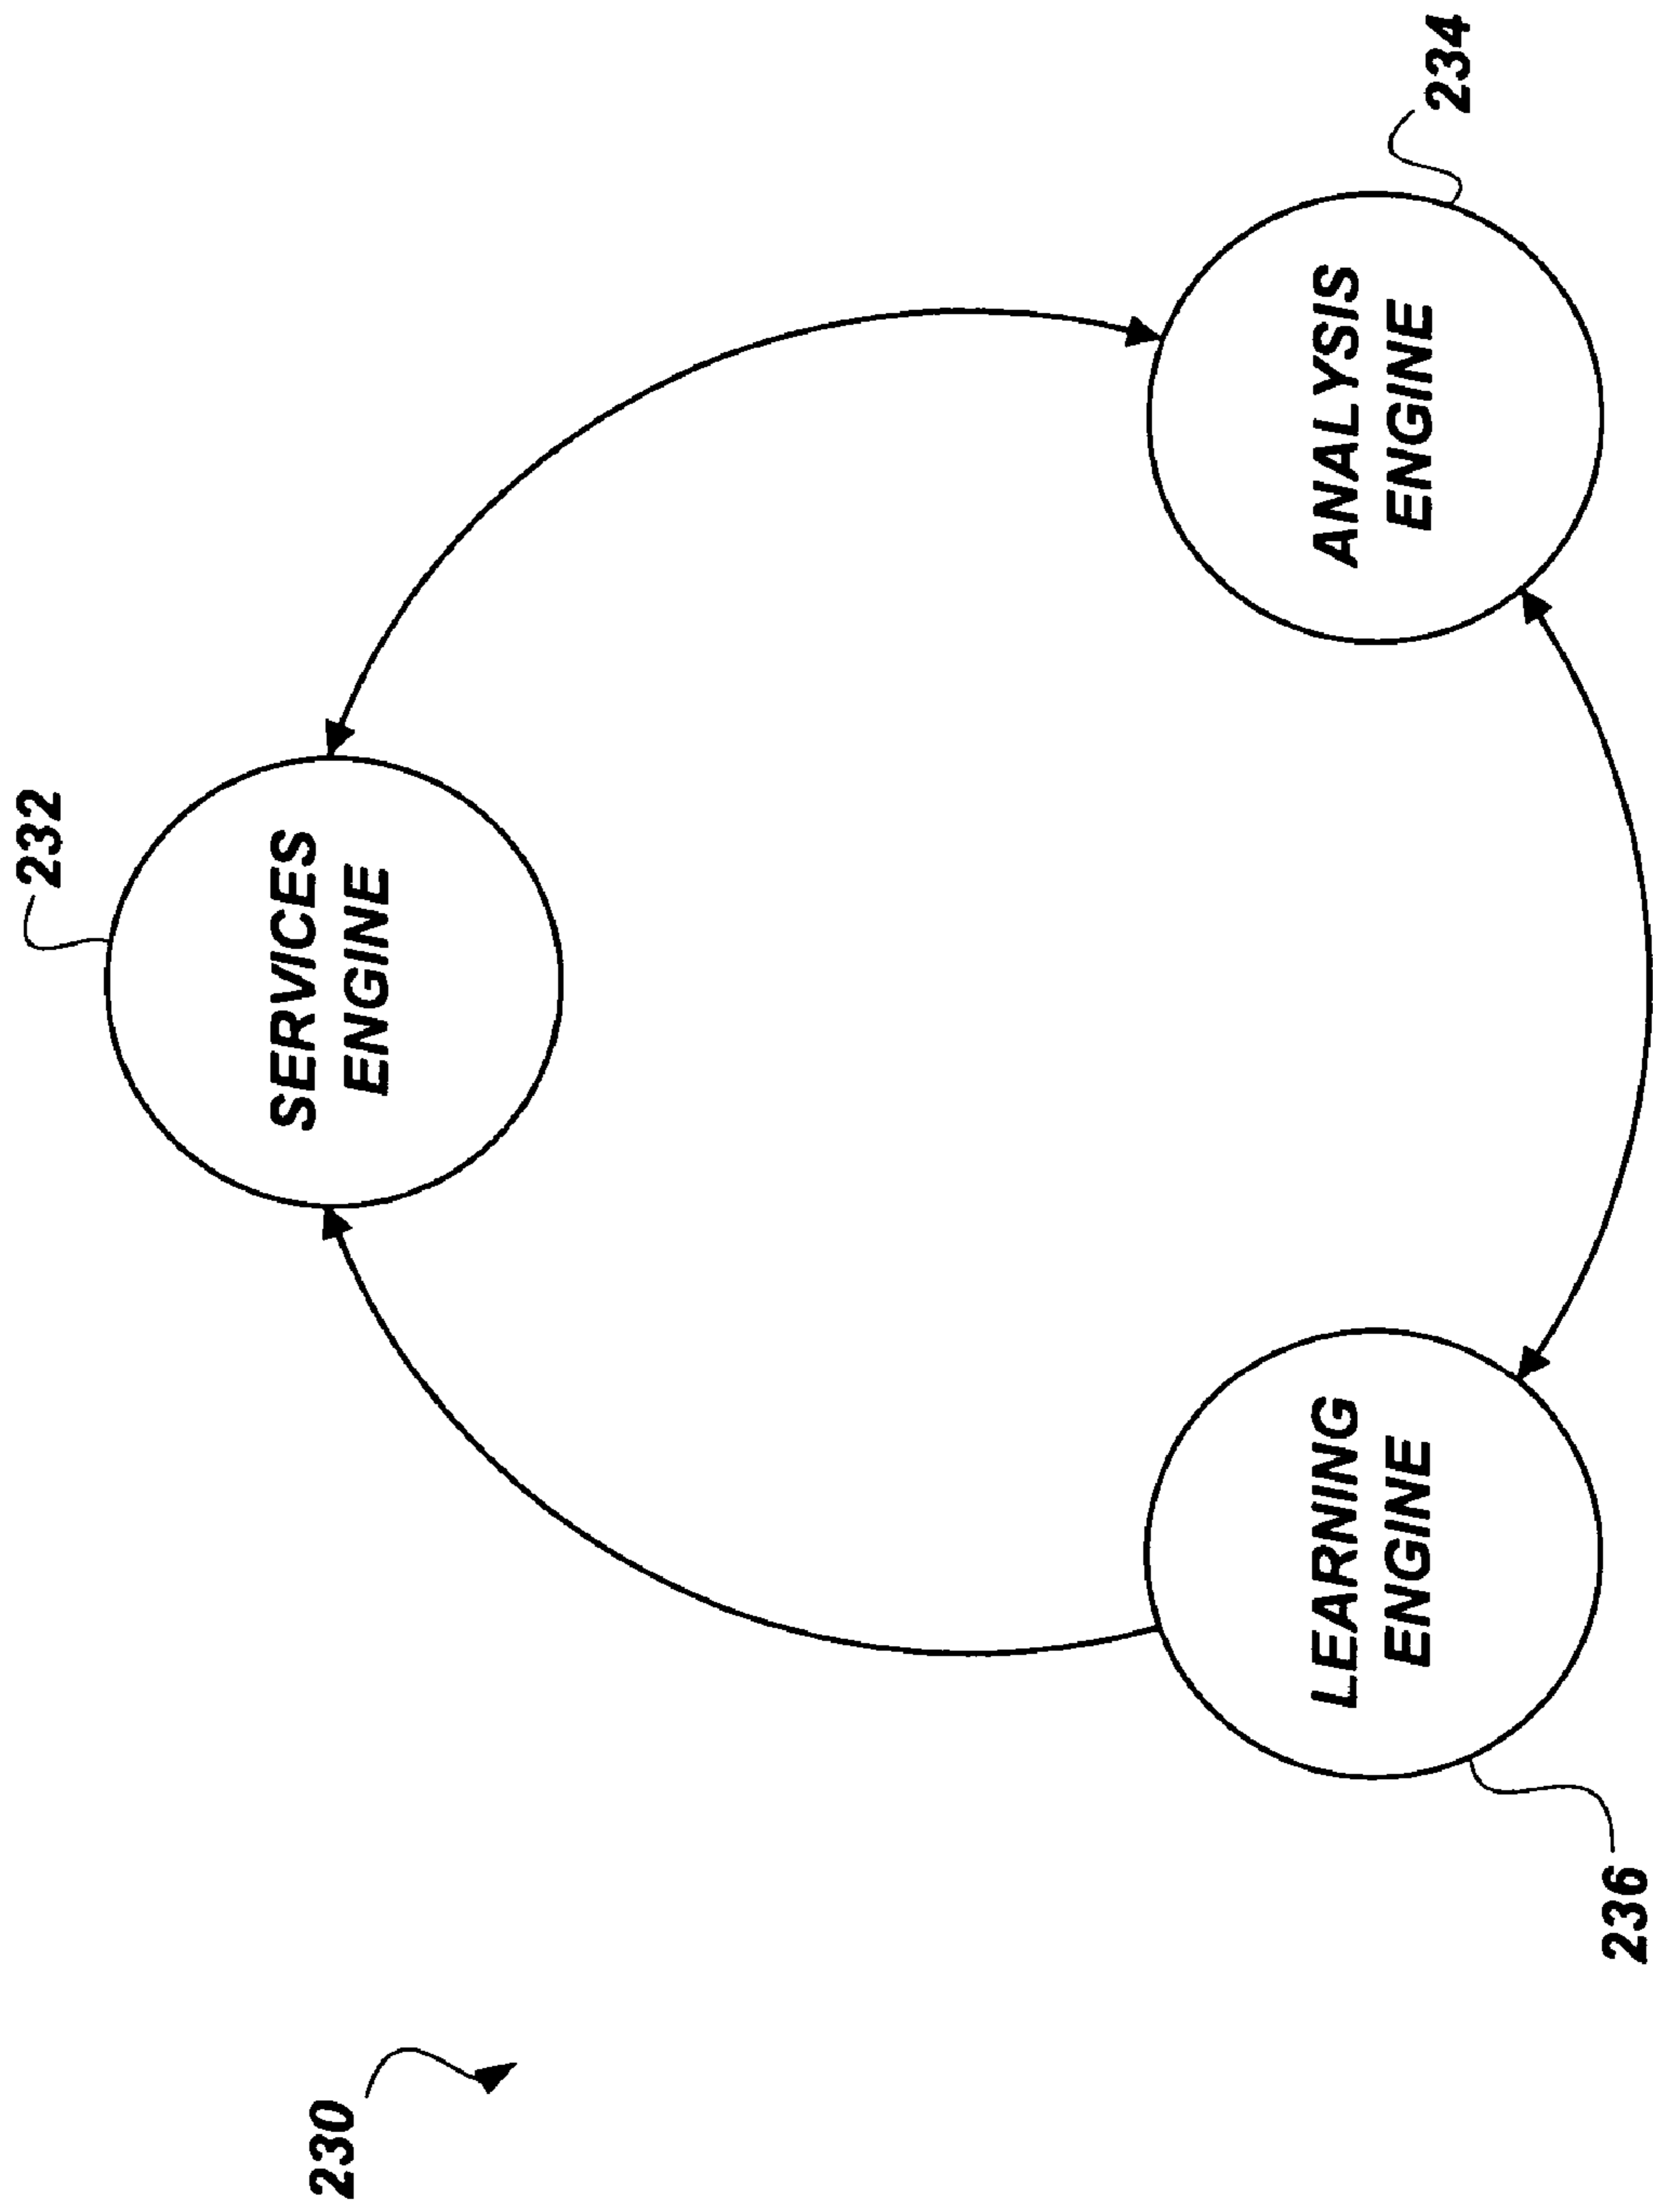 230
232
SERVICES
ENGINE
LEARNING
ENGINE
236
ANALYSIS
ENGINE
234